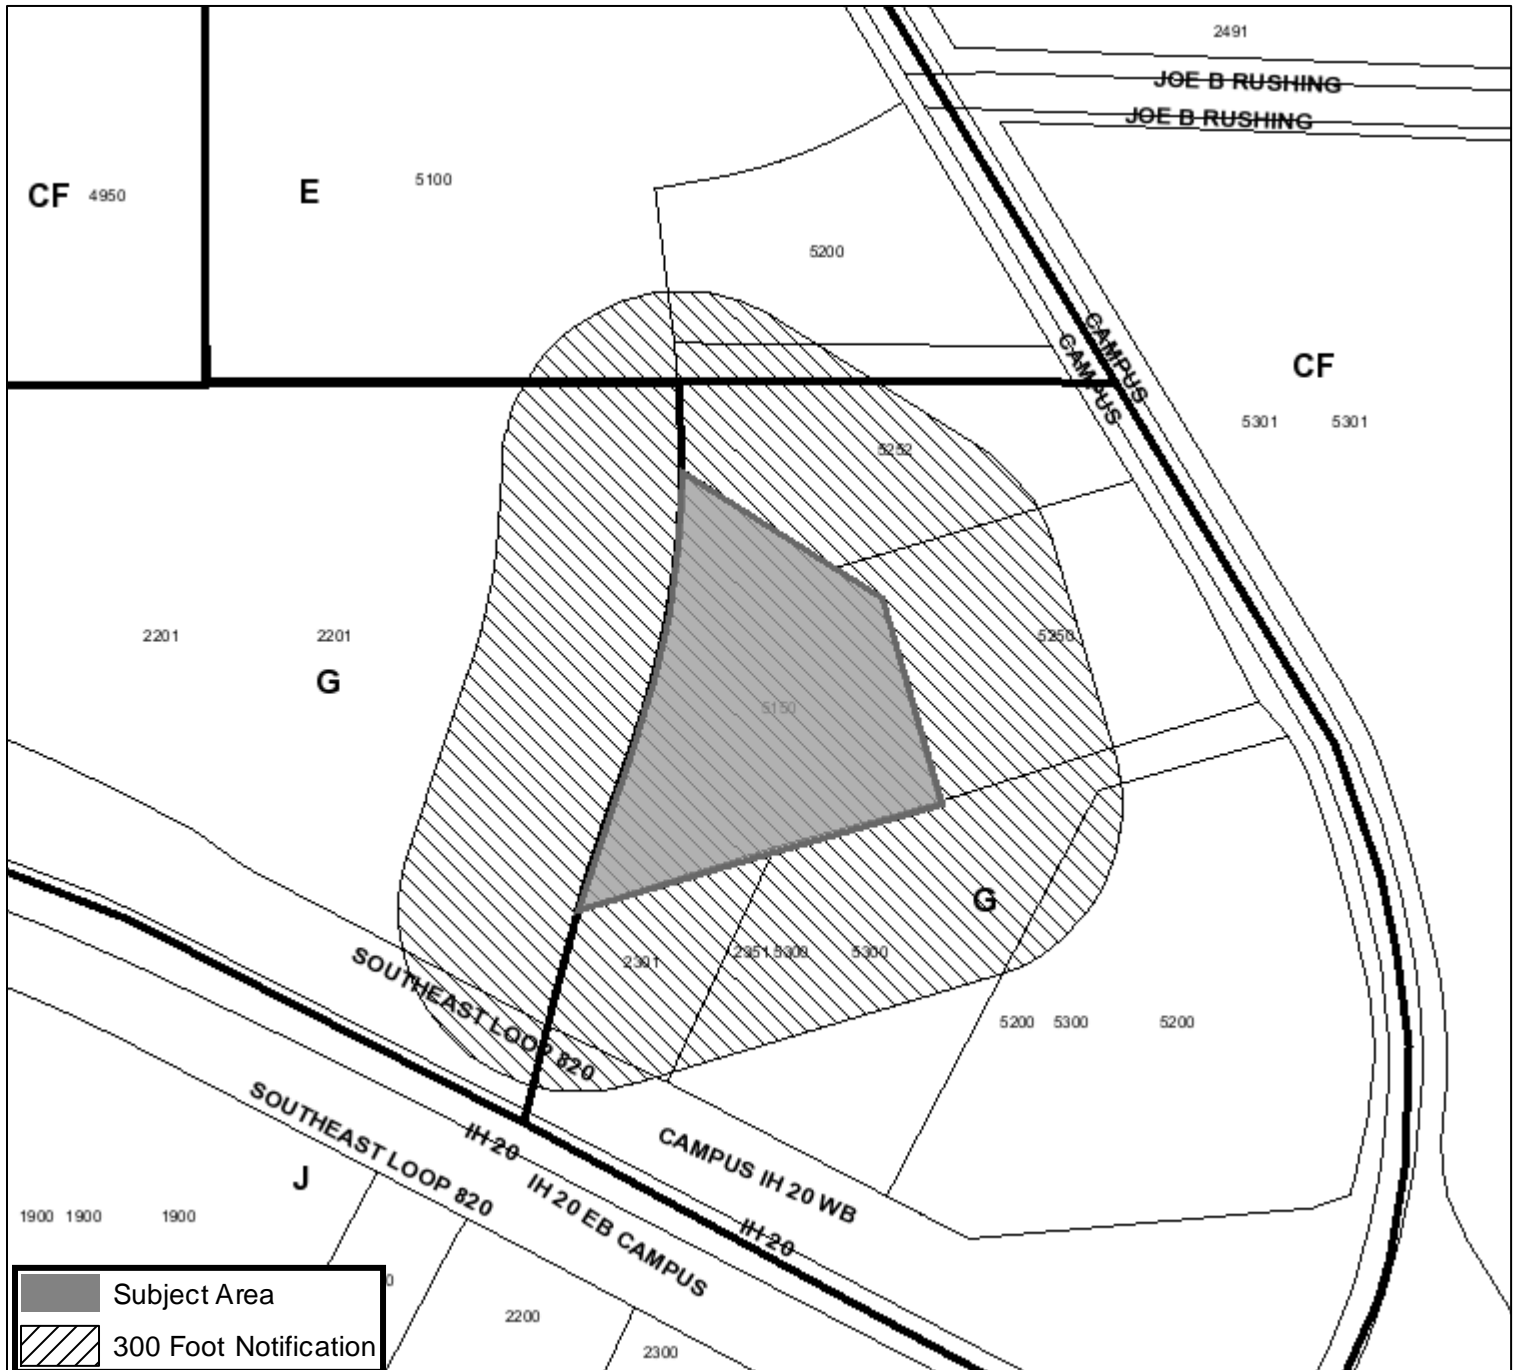 2491
JOE B RUSHING
JOE B RUSHING
CF 4950
E
5100
5200
CAMPUS
CAMPUS
CF
5301 5301
5252
2201 2201
G
5250
5150
G
2301
2351 5309 5300
SOUTHEAST LOOP 820
5200 5300 5200
SOUTHEAST LOOP 820
IH 20
CAMPUS IH 20 WB
IH 20 EB CAMPUS
IH 20
J
1900 1900 1900
2200
2300
Subject Area
300 Foot Notification